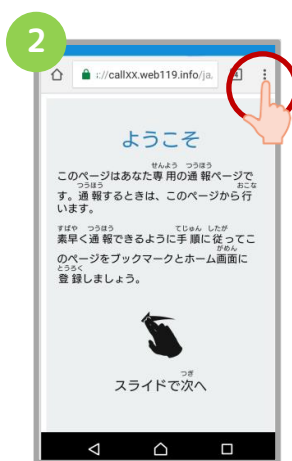 2
://callxx.web119.info/ja,
ようこそ
せんよう つうほう
このページはあなた専用の通報ページで
つうほう おこな
す。通報するときは、このページから行
います。
すばや つうほう てじゅん したが
素早く通報できるように手順に従ってこ
がめん
のページをブックマークとホーム画面に
とうろく
登録しましょう。
つぎ
スライドで次へ